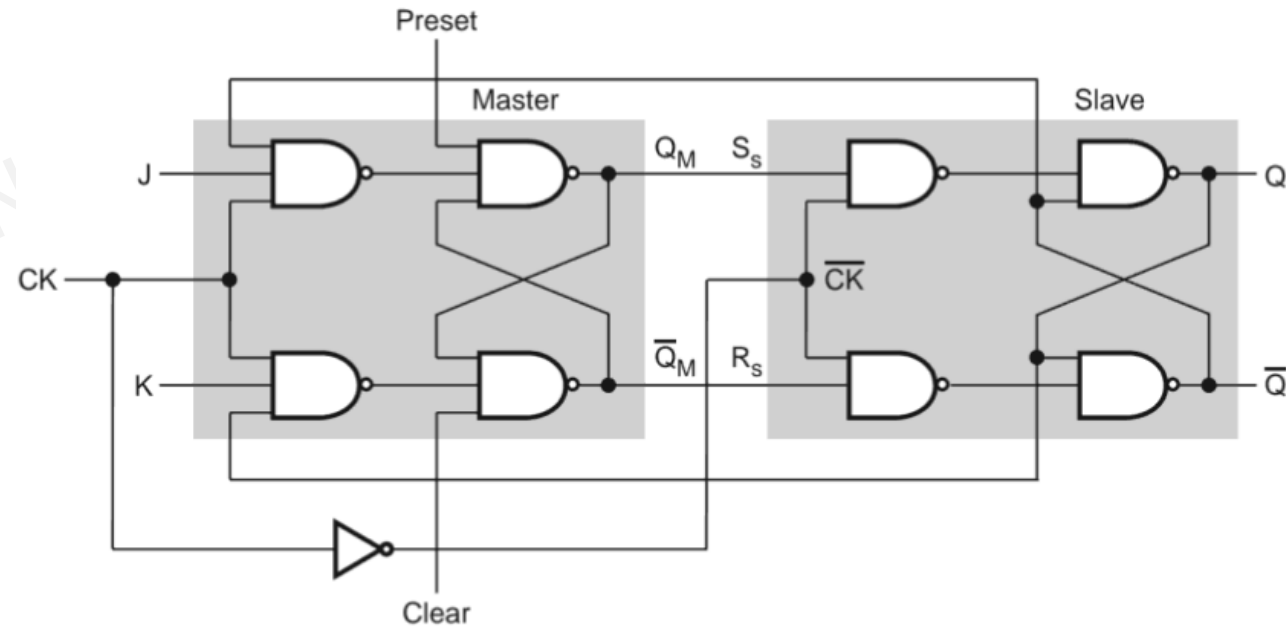 Preset
Master
Slave
J
Q_M
S_s
Q
CK
C̅K̅
K
Q̅_M
R_s
Q̅
Clear